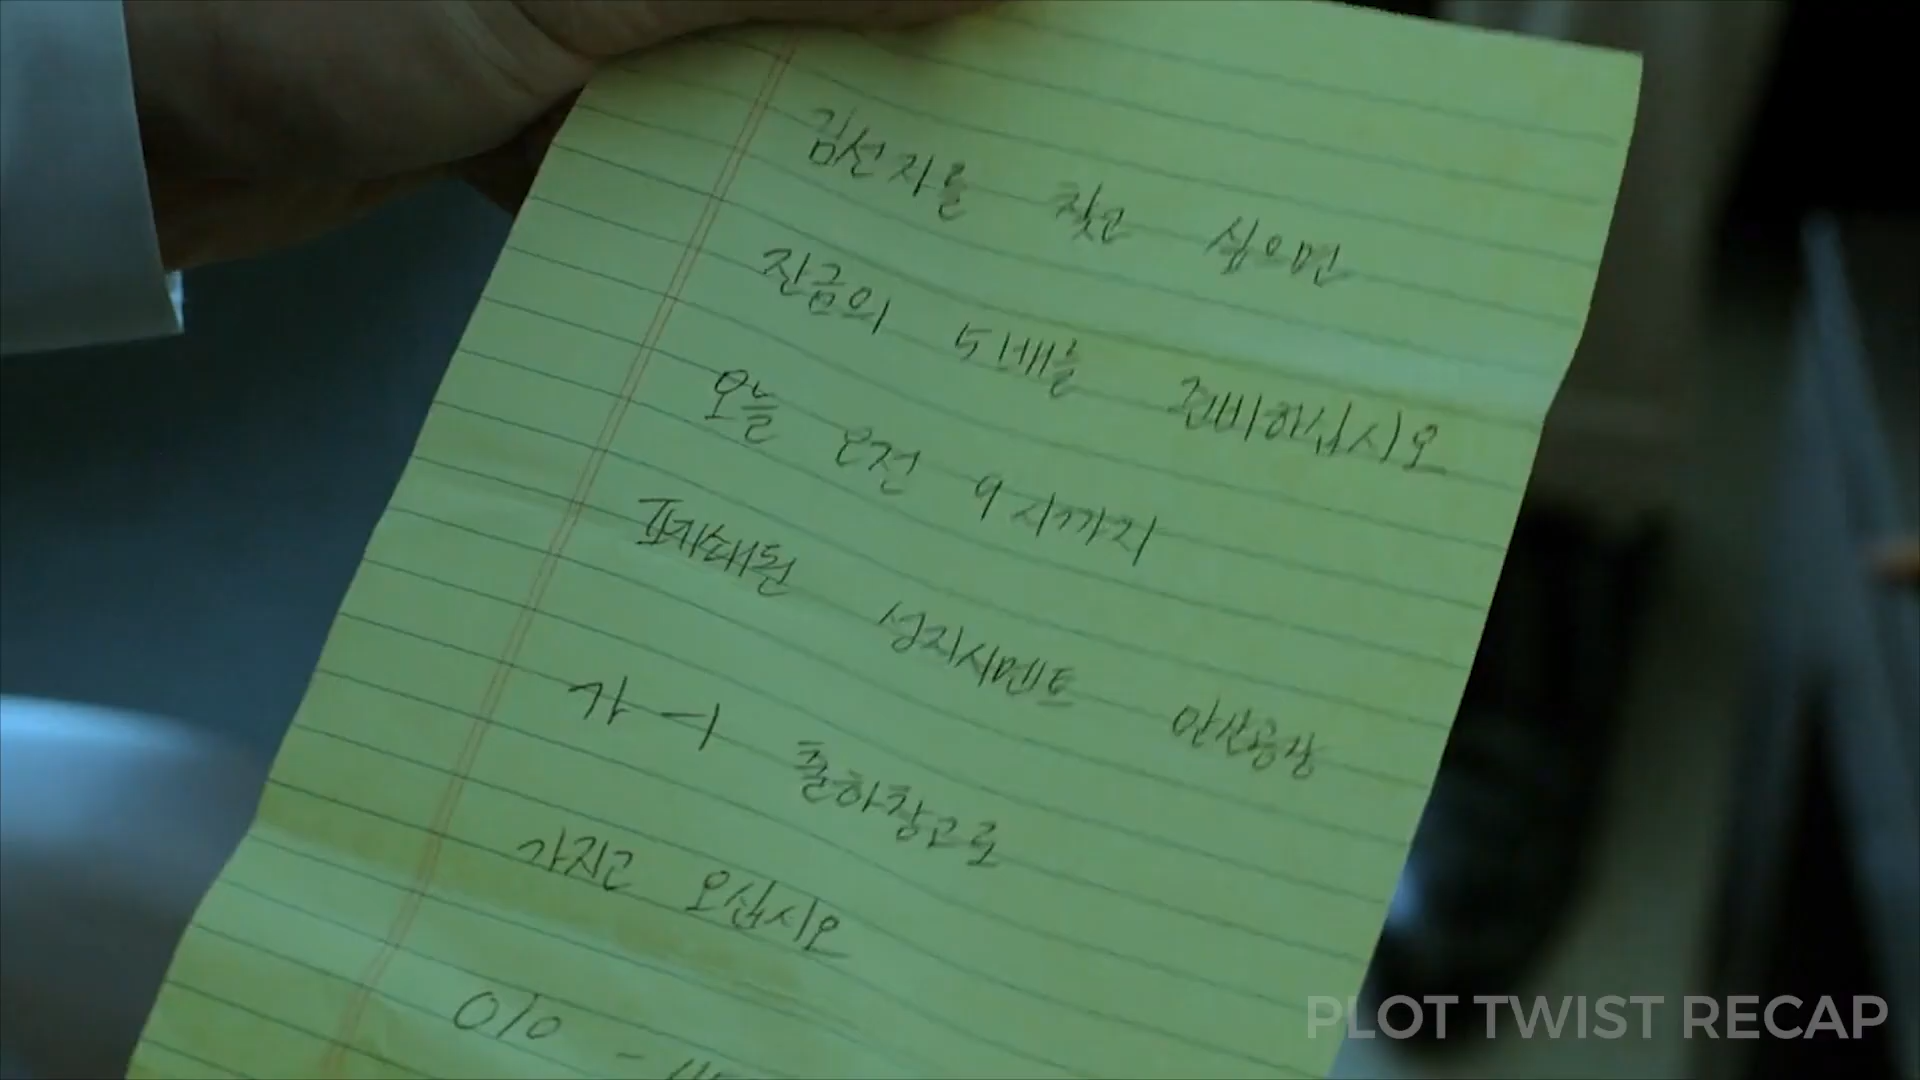 김선자를 찾고 싶으면
잔금의 5배를 준비하십시오
오늘 오전 9시까지
폐쇄된 성지시멘트 안산공장
가-1 출하창고로
가지고 오십시오
010 -
PLOT TWIST RECAP